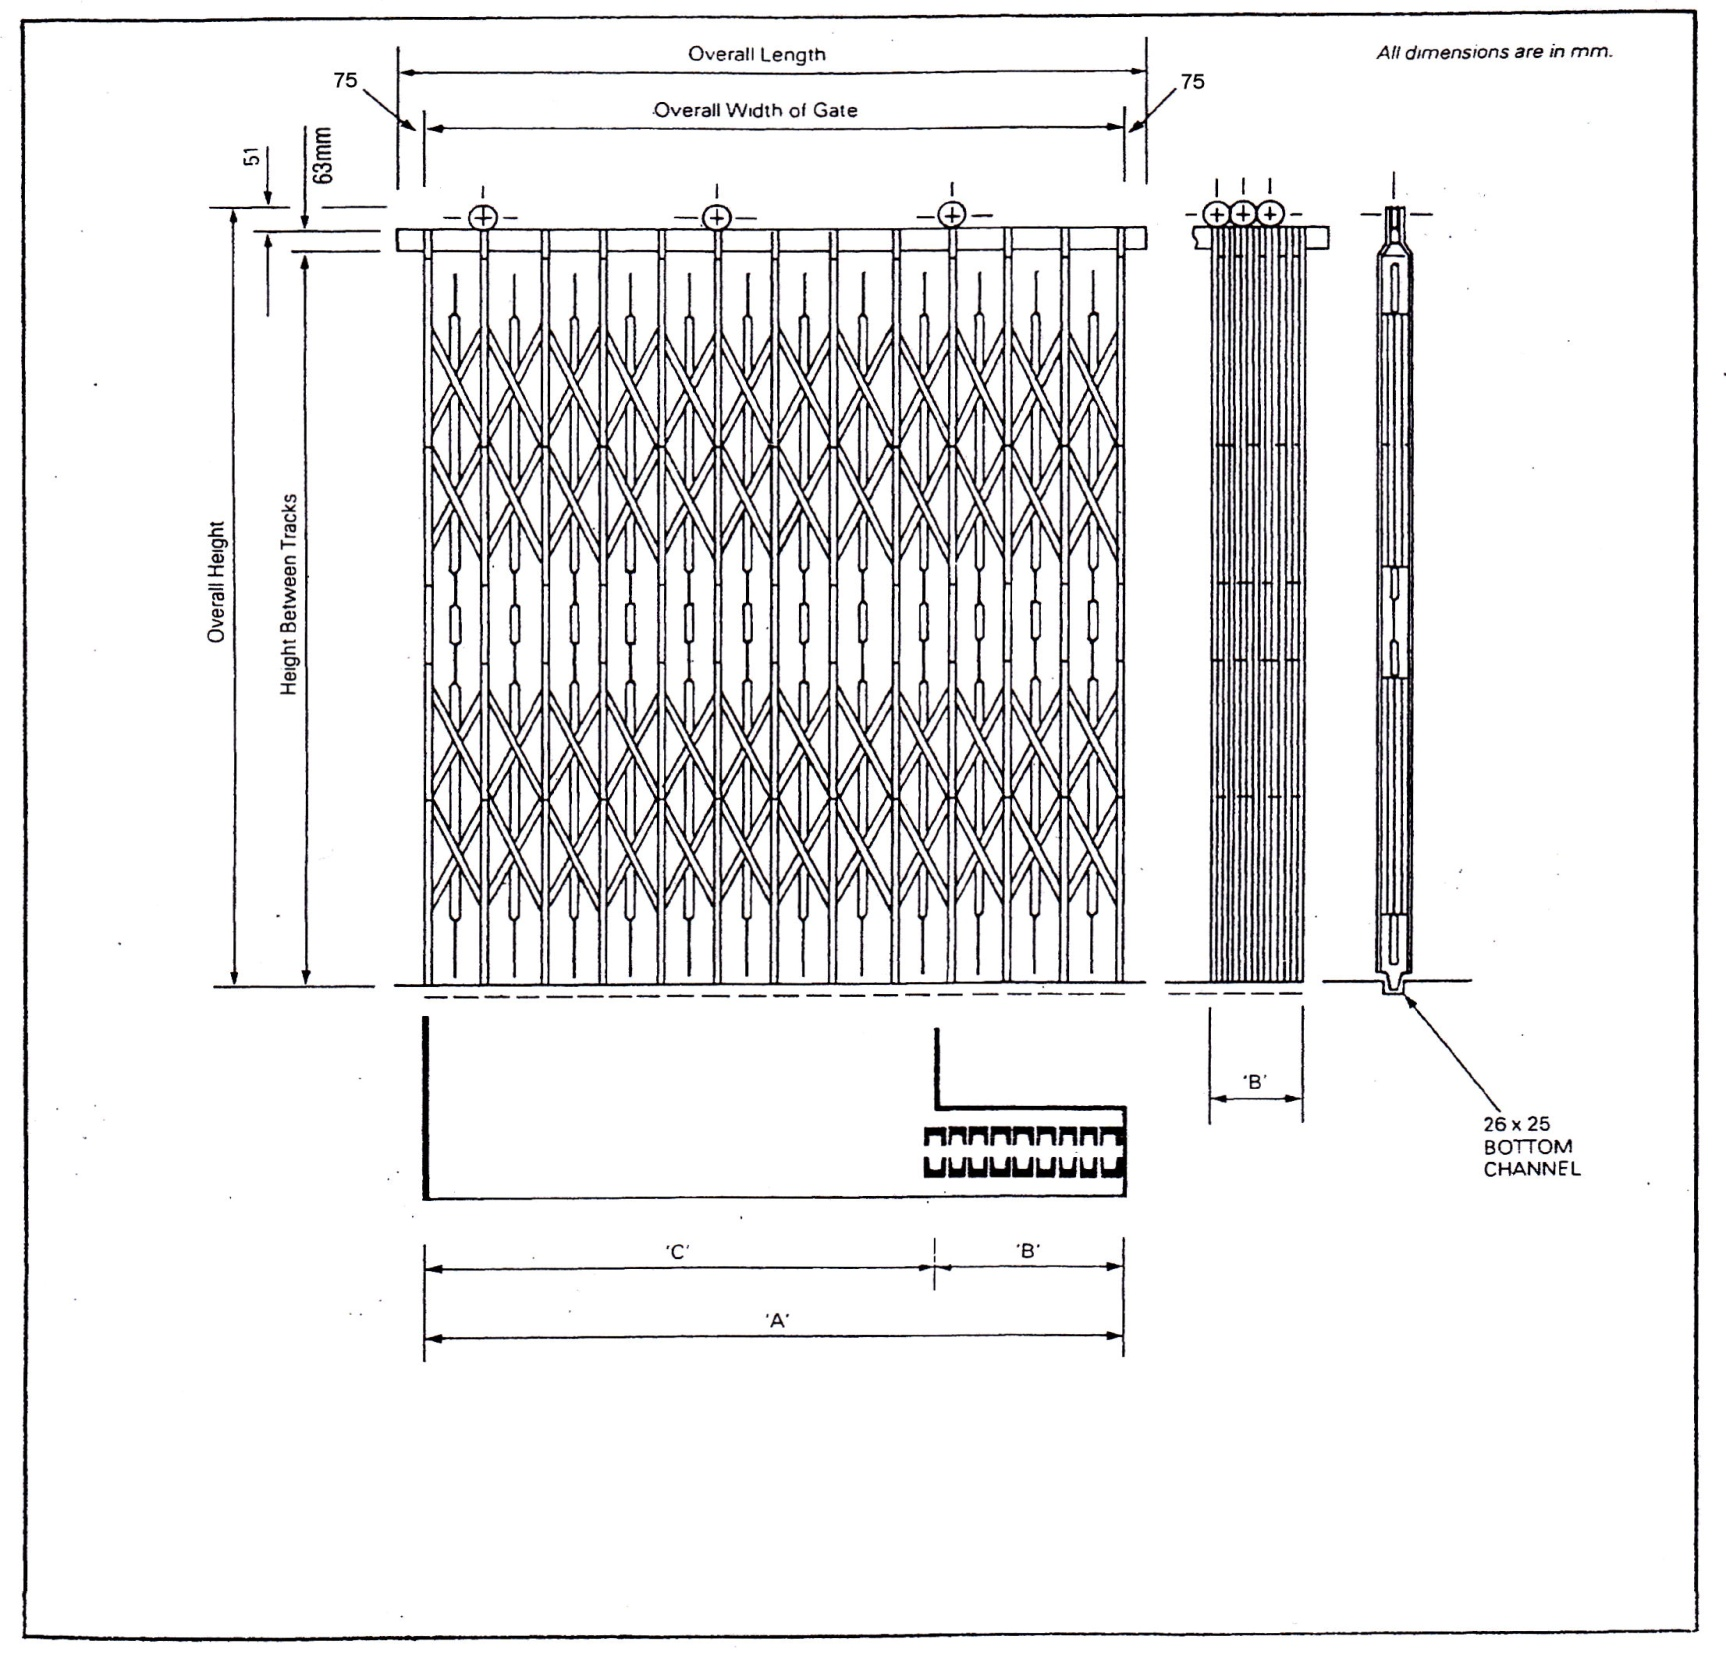 Overall Length
All dimensions are in mm.
75
75
Overall Width of Gate
51
63mm
Overall Height
Height Between Tracks
'B'
26 x 25
BOTTOM
CHANNEL
'C'
'B'
'A'